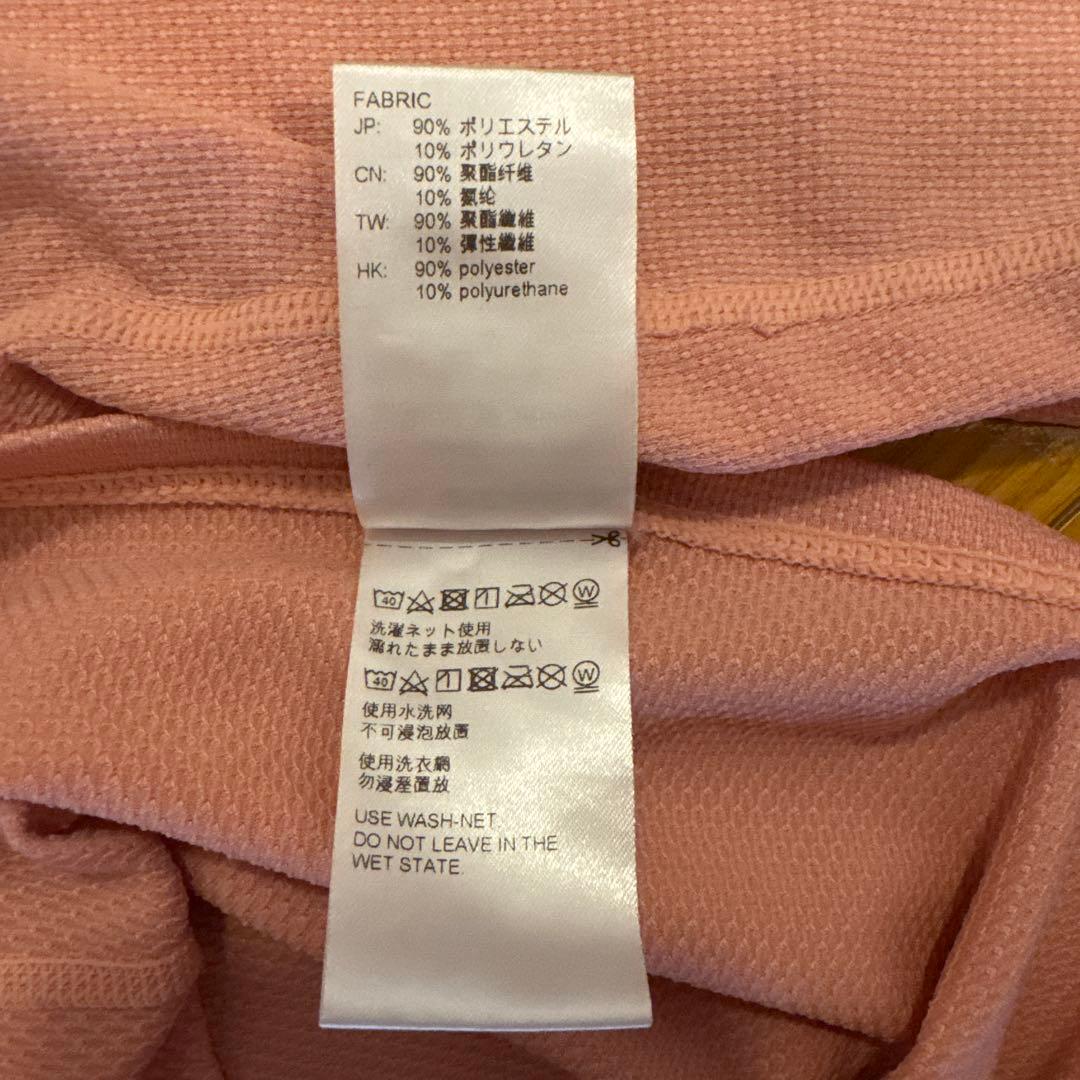 FABRIC
JP: 90% ポリエステル
10% ポリウレタン
CN: 90% 聚酯纤维
10% 氨纶
TW: 90% 聚酯纖維
10% 彈性纖維
HK: 90% polyester
10% polyurethane
40 W
洗濯ネット使用
濡れたまま放置しない
40 W
使用水洗网
不可浸泡放置
使用洗衣網
勿浸溼置放
USE WASH-NET.
DO NOT LEAVE IN THE
WET STATE.